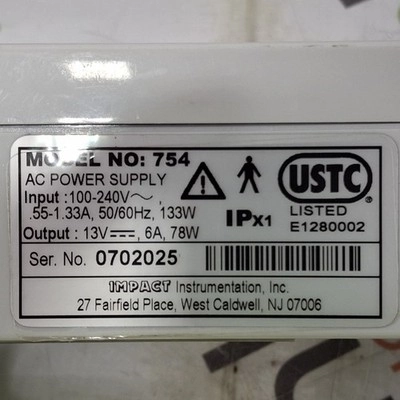 MODEL NO: 754
AC POWER SUPPLY
Input :100-240V~,
.55-1.33A, 50/60Hz, 133W
Output : 13V⎓, 6A, 78W
IPX1
USTC®
LISTED
E1280002
Ser. No. 0702025
IMPACT Instrumentation, Inc.
27 Fairfield Place, West Caldwell, NJ 07006